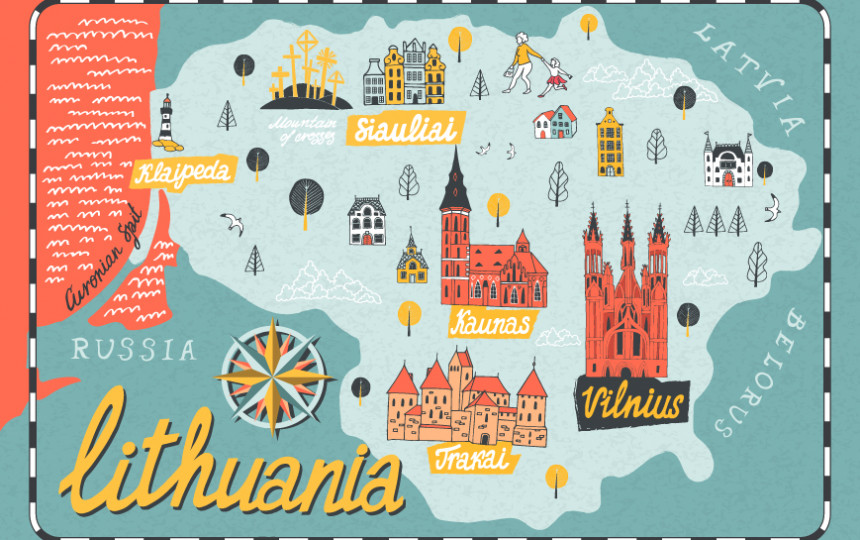 LATVIA
Mountain
of crosses
Siauliai
Klaipeda
Curonian Spit
Kaunas
RUSSIA
BELORUS
Vilnius
Trakai
lithuania